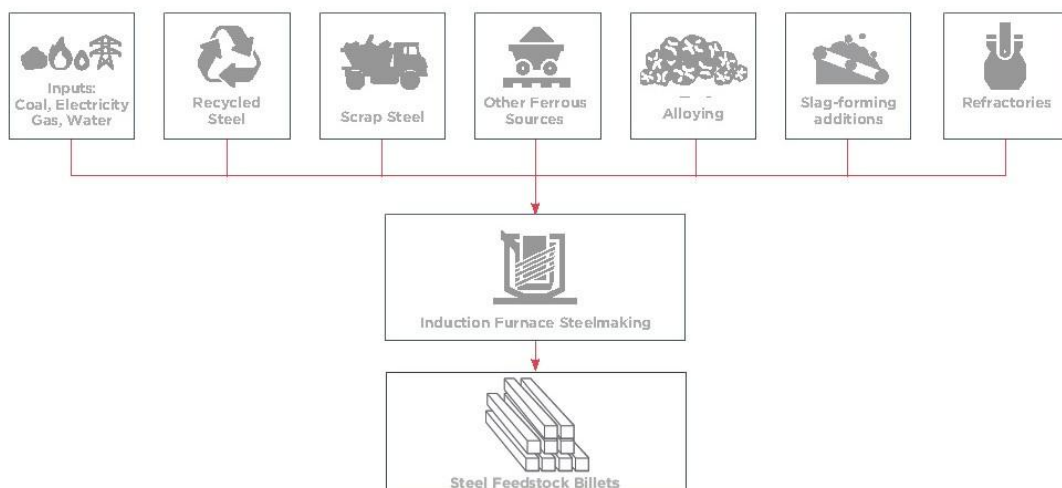 Inputs:
Coal, Electricity
Gas, Water
Recycled
Steel
Scrap Steel
Other Ferrous
Sources
Alloying
Slag-forming
additions
Refractories
Induction Furnace Steelmaking
Steel Feedstock Billets